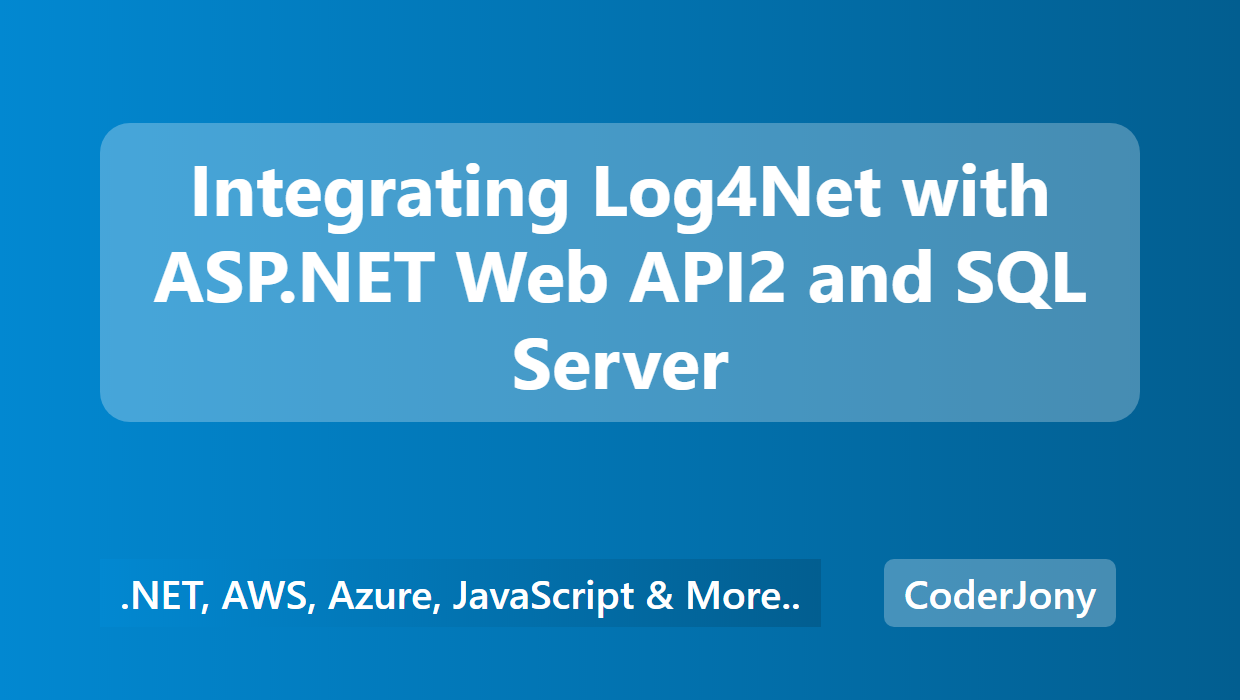 Integrating Log4Net with
ASP.NET Web API2 and SQL
Server
.NET, AWS, Azure, JavaScript & More..
CoderJony